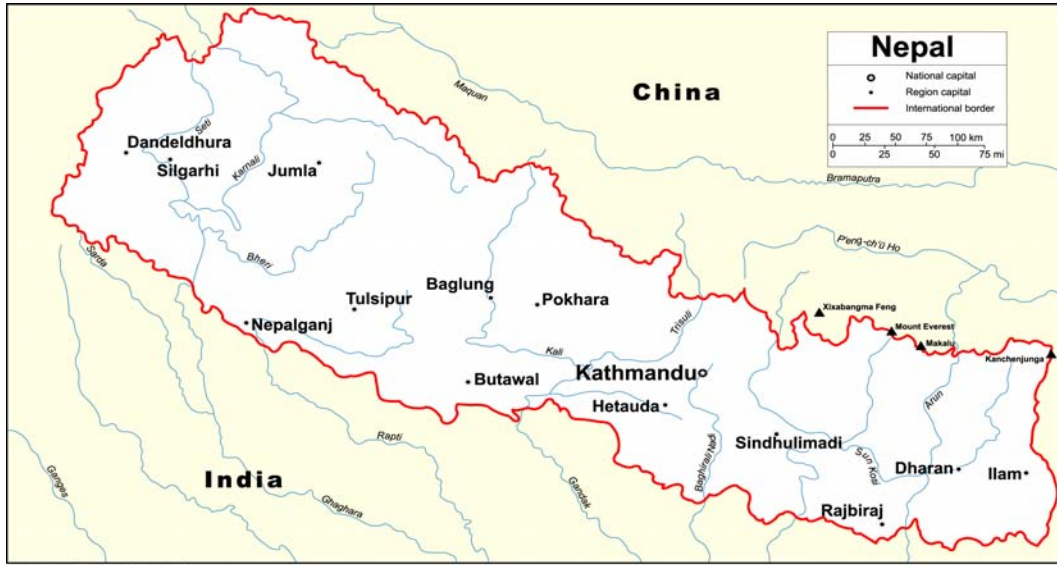 Nepal
National capital
Region capital
International border
0 25 50 75 100 km
0 25 50 75 mi
China
Maquan
Bramaputra
P'eng-ch'ü Ho
Dandeldhura
Seti
Silgarhi
Karnali
Jumla
Sarda
Bheri
Baglung
Pokhara
Tulsipur
Nepalganj
Trisuli
Xixabangma Feng
Mount Everest
Makalu
Kanchenjunga
Kali
Kathmandu
Butawal
Hetauda
Arun
Sindhulimadi
Rapti
Baghirali Nadi
Sun Kosi
Dharan
Ilam
India
Ganges
Ghaghara
Gandak
Rajbiraj